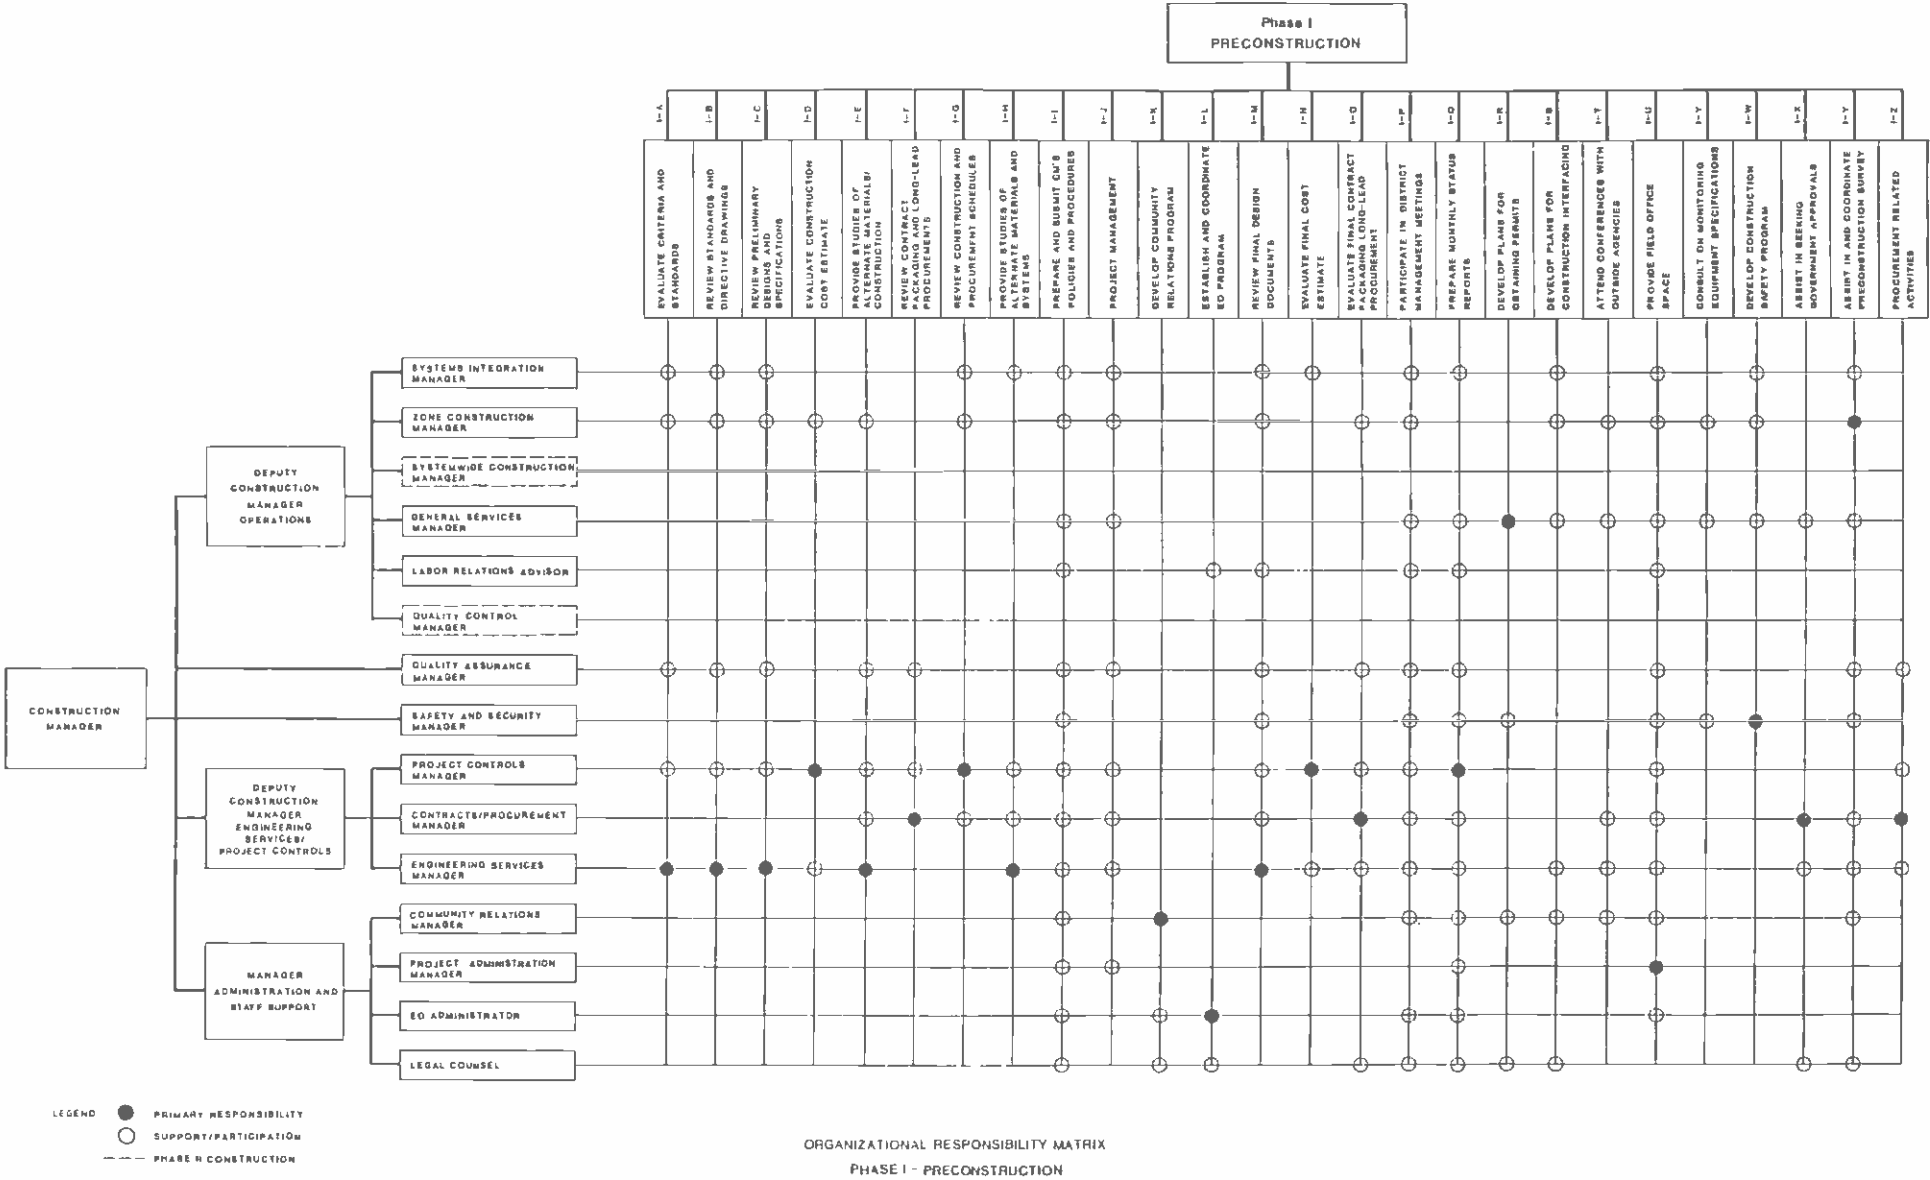 Phase I
PRECONSTRUCTION
I-A
I-B
I-C
I-D
I-E
I-F
I-G
I-H
I-I
I-J
I-K
I-L
I-M
I-N
I-O
I-P
I-Q
I-R
I-S
I-T
I-U
I-V
I-W
I-X
I-Y
I-Z
EVALUATE CRITERIA AND
STANDARDS
REVIEW STANDARDS AND
DIRECTIVE DRAWINGS
REVIEW PRELIMINARY
DESIGNS AND
SPECIFICATIONS
EVALUATE CONSTRUCTION
COST ESTIMATE
PROVIDE STUDIES OF
ALTERNATE MATERIALS/
CONSTRUCTION
REVIEW CONTRACT
PACKAGING AND LONG-LEAD
PROCUREMENTS
REVIEW CONSTRUCTION AND
PROCUREMENT SCHEDULES
PROVIDE STUDIES OF
ALTERNATE MATERIALS AND
SYSTEMS
PREPARE AND SUBMIT CM'S
POLICIES AND PROCEDURES
PROJECT MANAGEMENT
DEVELOP COMMUNITY
RELATIONS PROGRAM
ESTABLISH AND COORDINATE
EO PROGRAM
REVIEW FINAL DESIGN
DOCUMENTS
EVALUATE FINAL COST
ESTIMATE
EVALUATE FINAL CONTRACT
PACKAGING LONG-LEAD
PROCUREMENT
PARTICIPATE IN DISTRICT
MANAGEMENT MEETINGS
PREPARE MONTHLY STATUS
REPORTS
DEVELOP PLANS FOR
OBTAINING PERMITS
DEVELOP PLANS FOR
CONSTRUCTION INTERFACING
ATTEND CONFERENCES WITH
OUTSIDE AGENCIES
PROVIDE FIELD OFFICE
SPACE
CONSULT ON MONITORING
EQUIPMENT SPECIFICATIONS
DEVELOP CONSTRUCTION
SAFETY PROGRAM
ASSIST IN SEEKING
GOVERNMENT APPROVALS
ASSIST IN AND COORDINATE
PRECONSTRUCTION SURVEY
PROCUREMENT RELATED
ACTIVITIES
CONSTRUCTION
MANAGER
DEPUTY
CONSTRUCTION
MANAGER
OPERATIONS
SYSTEMS INTEGRATION
MANAGER
ZONE CONSTRUCTION
MANAGER
SYSTEMWIDE CONSTRUCTION
MANAGER
GENERAL SERVICES
MANAGER
LABOR RELATIONS ADVISOR
QUALITY CONTROL
MANAGER
QUALITY ASSURANCE
MANAGER
SAFETY AND SECURITY
MANAGER
DEPUTY
CONSTRUCTION
MANAGER
ENGINEERING
SERVICES/
PROJECT CONTROLS
PROJECT CONTROLS
MANAGER
CONTRACTS/PROCUREMENT
MANAGER
ENGINEERING SERVICES
MANAGER
MANAGER
ADMINISTRATION AND
STAFF SUPPORT
COMMUNITY RELATIONS
MANAGER
PROJECT ADMINISTRATION
MANAGER
EO ADMINISTRATOR
LEGAL COUNSEL
LEGEND
PRIMARY RESPONSIBILITY
SUPPORT/PARTICIPATION
PHASE II CONSTRUCTION
ORGANIZATIONAL RESPONSIBILITY MATRIX
PHASE I - PRECONSTRUCTION